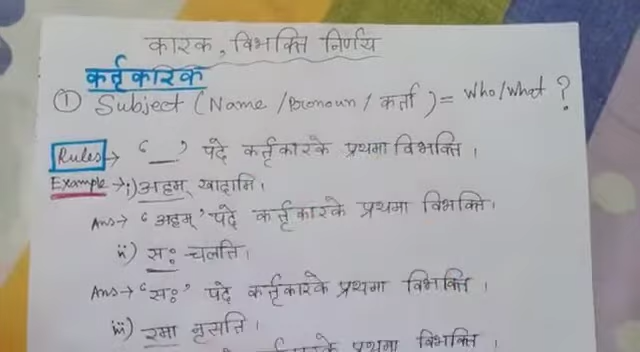 कारक, विभक्ति निर्णय
कर्तृकारक
① Subject (Name /Pronoun / कर्ता) = Who/What ?
Rules → ‘__’ पदे कर्तृकारके प्रथमा विभक्ति ।
Example → i) अहम् खादामि ।
Ans → ‘अहम्’ पदे कर्तृकारके प्रथमा विभक्ति ।
ii) सः चलति ।
Ans → ‘सः’ पदे कर्तृकारके प्रथमा विभक्ति ।
iii) रमा नृसति ।
कर्तृकारके प्रथमा विभक्ति ।